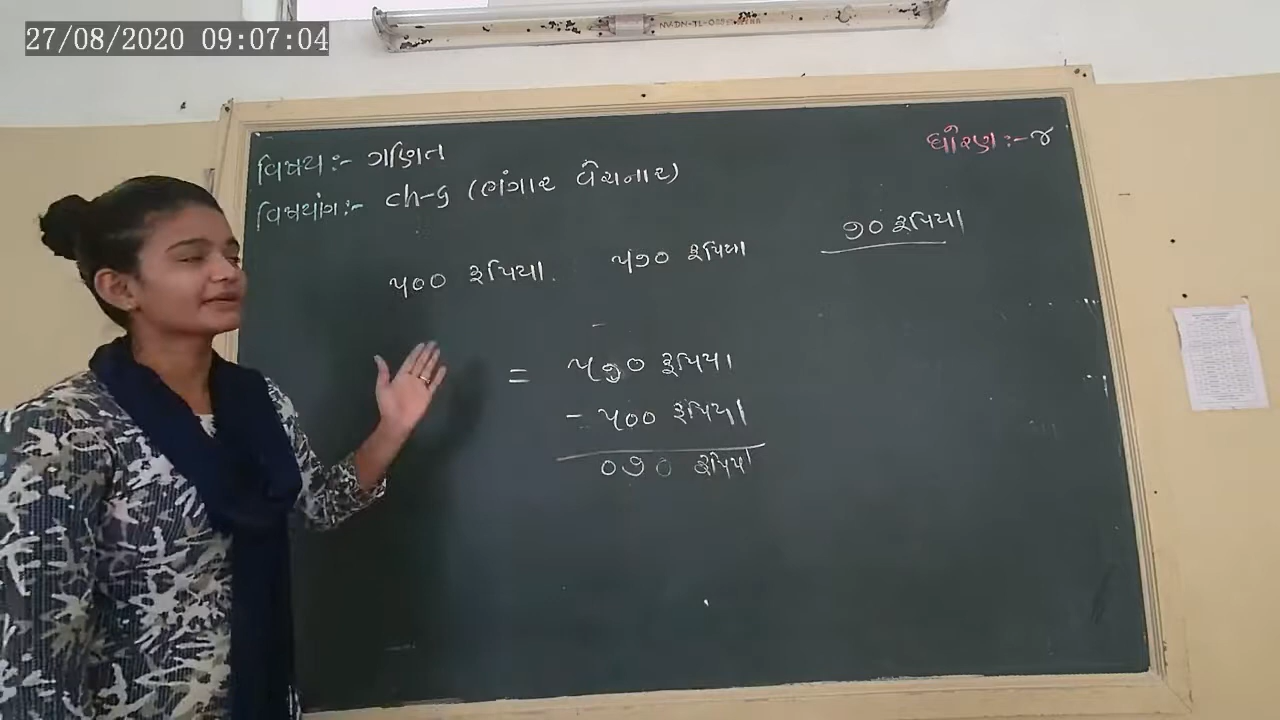 27/08/2020 09:07:04
વિષય :- ગણિત
ધોરણ :- ૪
વિષયાંગ :- ch-6 (ભંગાર વેચનાર)
૫૦૦ રૂપિયા. ૫૭૦ રૂપિયા ૭૦ રૂપિયા
= ૫૭૦ રૂપિયા
- ૫૦૦ રૂપિયા
૦૭૦ રૂપિયા